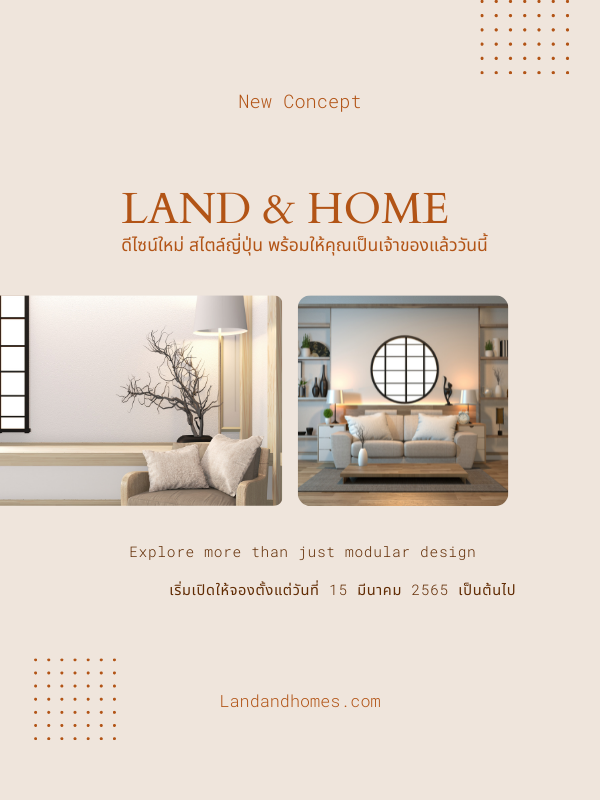 New Concept
LAND & HOME
ดีไซน์ใหม่ สไตล์ญี่ปุ่น พร้อมให้คุณเป็นเจ้าของแล้ววันนี้
Explore more than just modular design
เริ่มเปิดให้จองตั้งแต่วันที่ 15 มีนาคม 2565 เป็นต้นไป
Landandhomes.com